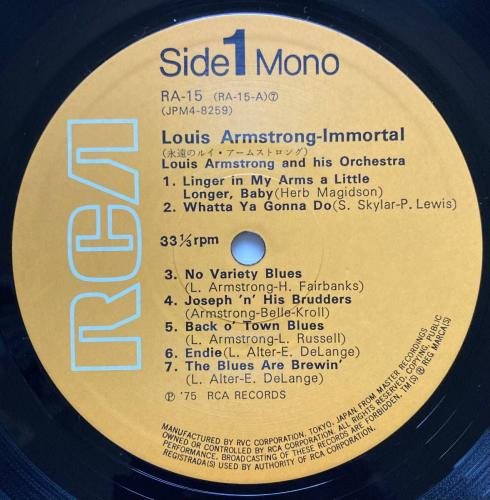 Side 1 Mono
RA-15 (RA-15-A)⑦
(JPM4-8259)
Louis Armstrong-Immortal
(永遠のルイ・アームストロング)
Louis Armstrong and his Orchestra
1. Linger in My Arms a Little
Longer, Baby(Herb Magidson)
2. Whatta Ya Gonna Do(S. Skylar-P. Lewis)
33⅓rpm
3. No Variety Blues
(L. Armstrong-H. Fairbanks)
4. Joseph 'n' His Brudders
(Armstrong-Belle-Kroll)
5. Back o' Town Blues
(L. Armstrong-L. Russell)
6. Endie(L. Alter-E. DeLange)
7. The Blues Are Brewin'
(L. Alter-E. DeLange)
Ⓟ '75 RCA RECORDS
RCA
MANUFACTURED BY RVC CORPORATION, TOKYO, JAPAN, FROM MASTER RECORDINGS
OWNED OR CONTROLLED BY RCA CORPORATION. ALL RIGHTS RESERVED, COPYING, PUBLIC
PERFORMANCE, BROADCASTING OF THESE RECORDS ARE FORBIDDEN. TM(S) ® REG MARCA(S)
REGISTRADA(S) USED BY AUTHORITY OF RCA CORPORATION.